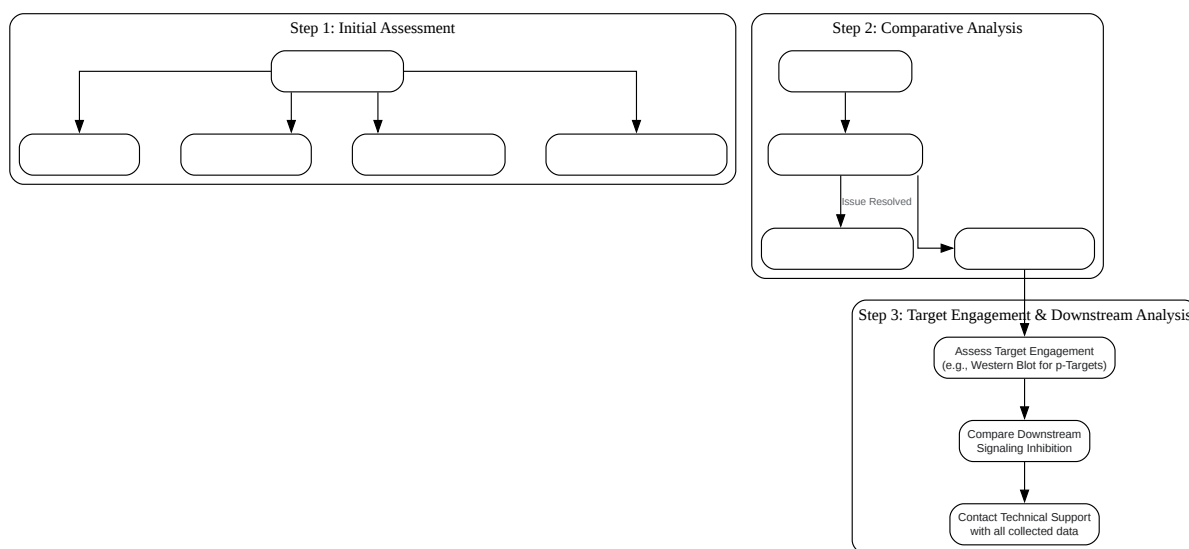 Step 1: Initial Assessment
Step 2: Comparative Analysis
Issue Resolved
Step 3: Target Engagement & Downstream Analysis
Assess Target Engagement
(e.g., Western Blot for p-Targets)
Compare Downstream
Signaling Inhibition
Contact Technical Support
with all collected data